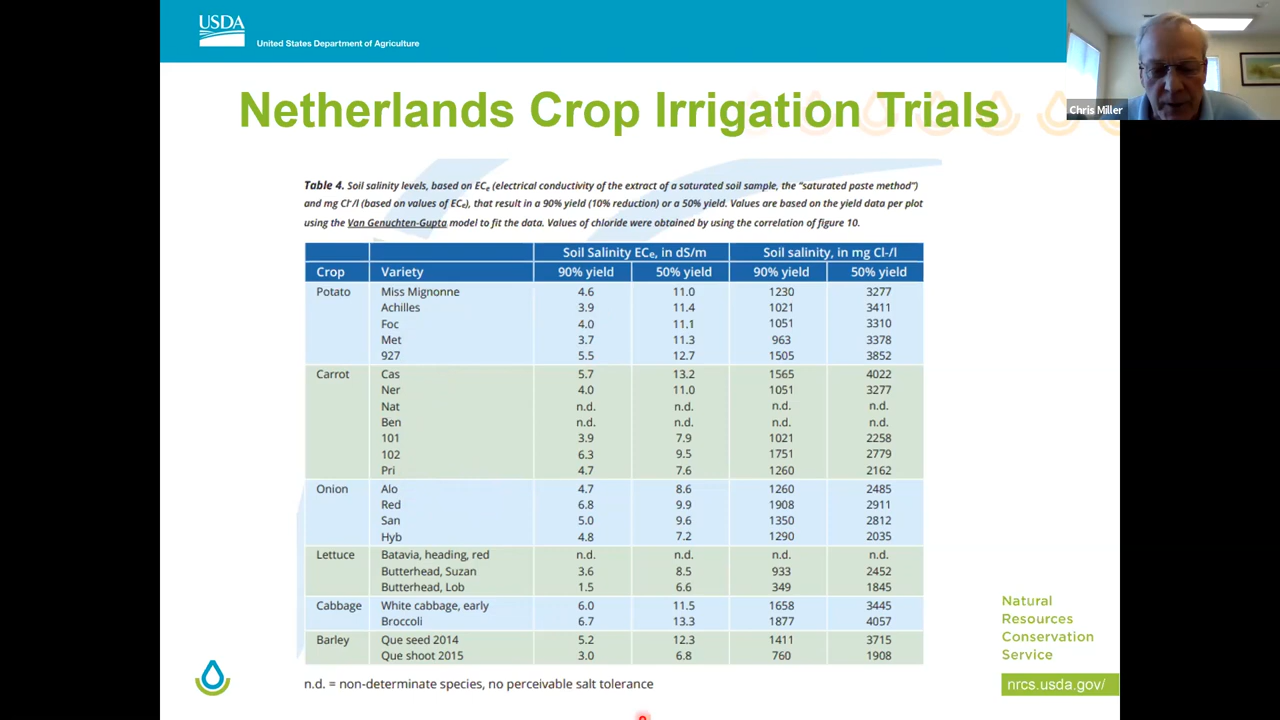 USDA
United States Department of Agriculture
Chris Miller
Netherlands Crop Irrigation Trials
Table 4. Soil salinity levels, based on ECe (electrical conductivity of the extract of a saturated soil sample, the “saturated paste method”)
and mg Cl-/l (based on values of ECe), that result in a 90% yield (10% reduction) or a 50% yield. Values are based on the yield data per plot
using the Van Genuchten-Gupta model to fit the data. Values of chloride were obtained by using the correlation of figure 10.
Soil Salinity ECe, in dS/m Soil salinity, in mg Cl-/l
Crop Variety 90% yield 50% yield 90% yield 50% yield
Potato Miss Mignonne 4.6 11.0 1230 3277
Achilles 3.9 11.4 1021 3411
Foc 4.0 11.1 1051 3310
Met 3.7 11.3 963 3378
927 5.5 12.7 1505 3852
Carrot Cas 5.7 13.2 1565 4022
Ner 4.0 11.0 1051 3277
Nat n.d. n.d. n.d. n.d.
Ben n.d. n.d. n.d. n.d.
101 3.9 7.9 1021 2258
102 6.3 9.5 1751 2779
Pri 4.7 7.6 1260 2162
Onion Alo 4.7 8.6 1260 2485
Red 6.8 9.9 1908 2911
San 5.0 9.6 1350 2812
Hyb 4.8 7.2 1290 2035
Lettuce Batavia, heading, red n.d. n.d. n.d. n.d.
Butterhead, Suzan 3.6 8.5 933 2452
Butterhead, Lob 1.5 6.6 349 1845
Cabbage White cabbage, early 6.0 11.5 1658 3445
Broccoli 6.7 13.3 1877 4057
Barley Que seed 2014 5.2 12.3 1411 3715
Que shoot 2015 3.0 6.8 760 1908
n.d. = non-determinate species, no perceivable salt tolerance
Natural
Resources
Conservation
Service
nrcs.usda.gov/